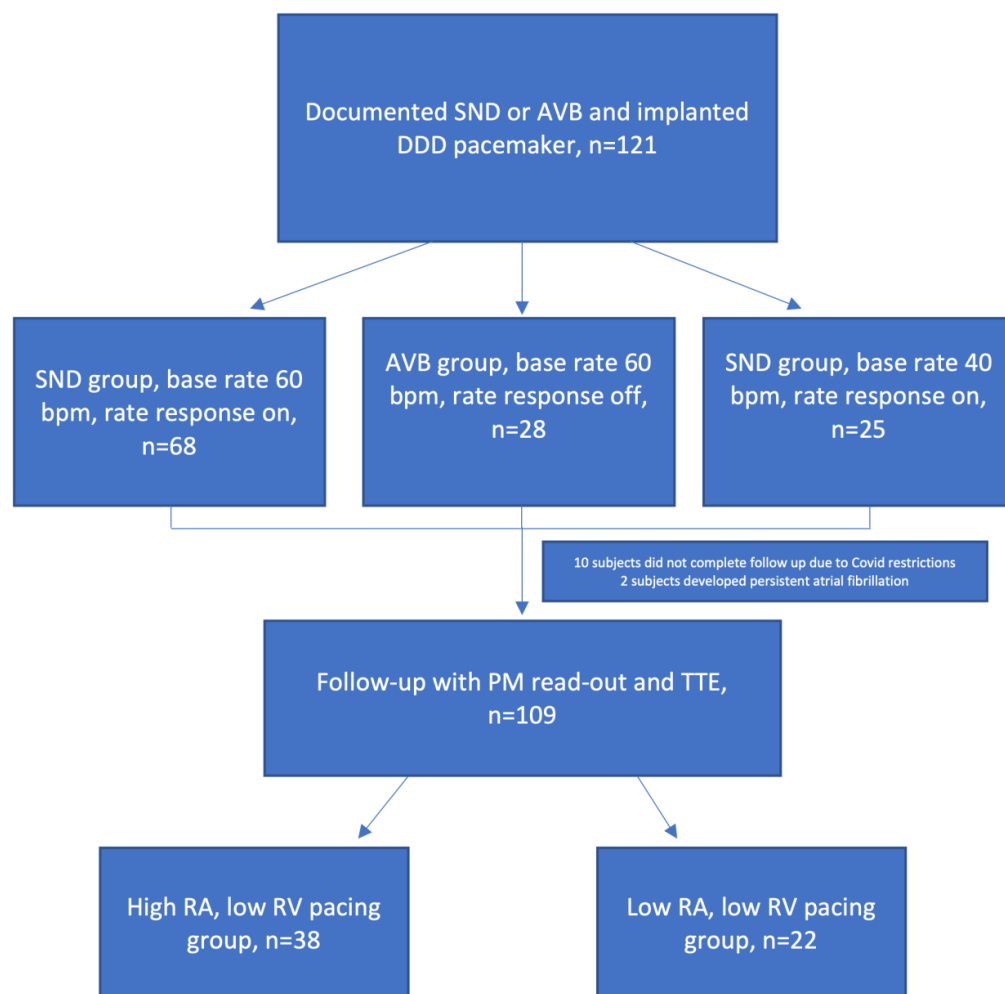 Documented SND or AVB and implanted
DDD pacemaker, n=121
SND group, base rate 60
bpm, rate response on,
n=68
AVB group, base rate 60
bpm, rate response off,
n=28
SND group, base rate 40
bpm, rate response on,
n=25
10 subjects did not complete follow up due to Covid restrictions
2 subjects developed persistent atrial fibrillation
Follow-up with PM read-out and TTE,
n=109
High RA, low RV pacing
group, n=38
Low RA, low RV pacing
group, n=22